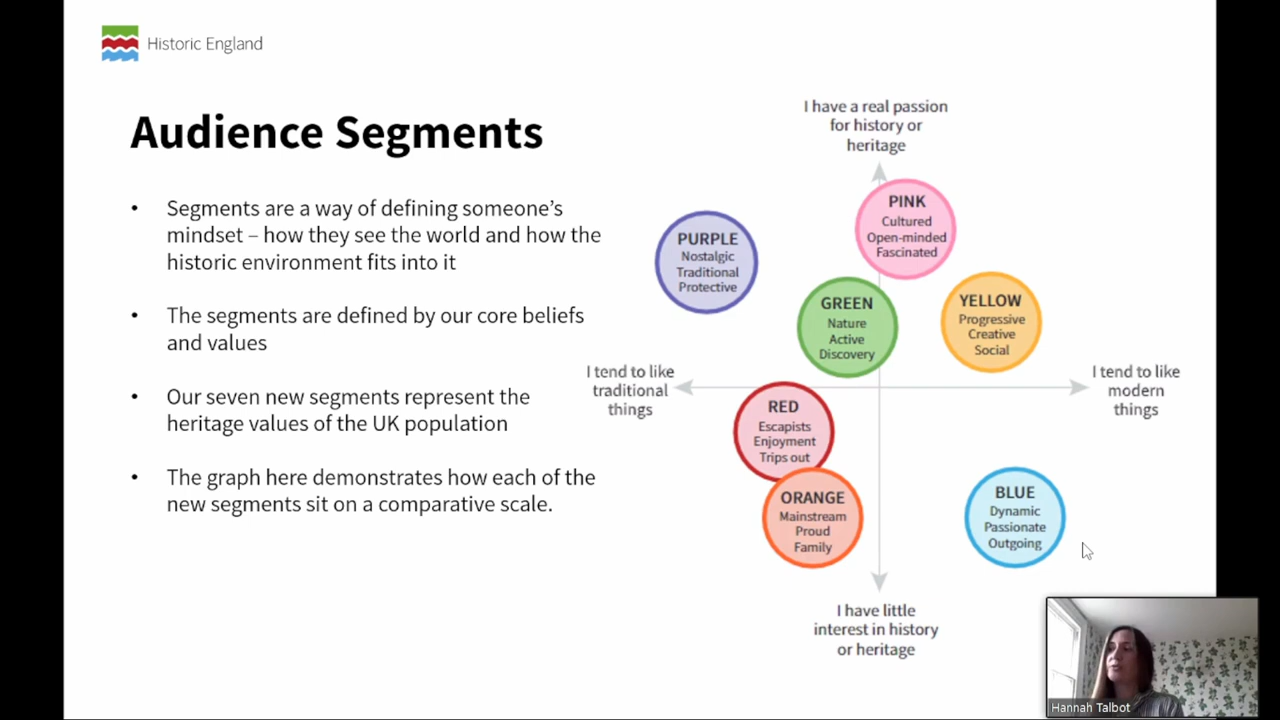 Historic England
Audience Segments
• Segments are a way of defining someone's
mindset – how they see the world and how the
historic environment fits into it
• The segments are defined by our core beliefs
and values
• Our seven new segments represent the
heritage values of the UK population
• The graph here demonstrates how each of the
new segments sit on a comparative scale.
I have a real passion
for history or
heritage
PINK
Cultured
Open-minded
Fascinated
PURPLE
Nostalgic
Traditional
Protective
GREEN
Nature
Active
Discovery
YELLOW
Progressive
Creative
Social
I tend to like
traditional
things
I tend to like
modern
things
RED
Escapists
Enjoyment
Trips out
ORANGE
Mainstream
Proud
Family
BLUE
Dynamic
Passionate
Outgoing
I have little
interest in history
or heritage
Hannah Talbot